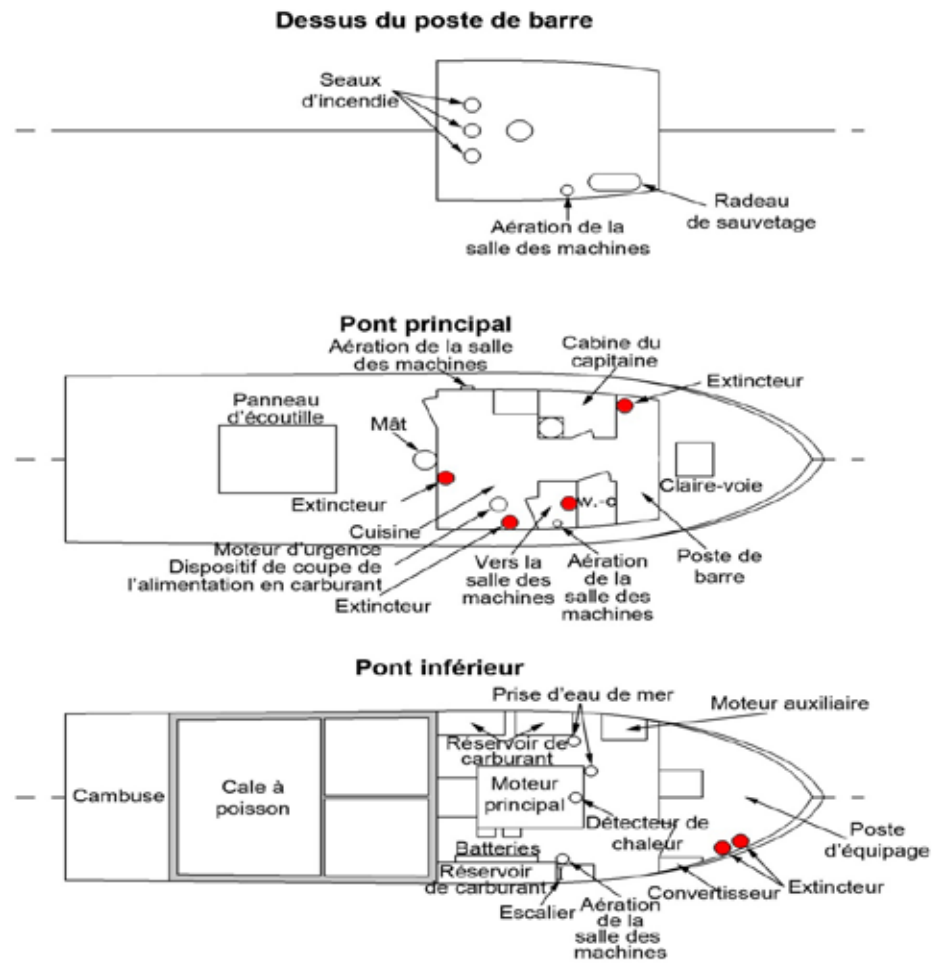 Dessus du poste de barre
Seaux
d'incendie
Radeau
de sauvetage
Aération de la
salle des machines
Pont principal
Aération de la salle
des machines
Cabine du
capitaine
Extincteur
Panneau
d'écoutille
Mât
Claire-voie
w.-c
Extincteur
Cuisine
Moteur d'urgence
Dispositif de coupe de
l'alimentation en carburant
Extincteur
Vers la
salle des
machines
Aération
de la
salle des
machines
Poste de
barre
Pont inférieur
Prise d'eau de mer
Moteur auxiliaire
Réservoir de
carburant
Cambuse
Cale à
poisson
Moteur
principal
Détecteur de
chaleur
Poste
d'équipage
Batteries
Réservoir
de carburant
Convertisseur
Extincteur
Escalier
Aération
de la
salle des
machines